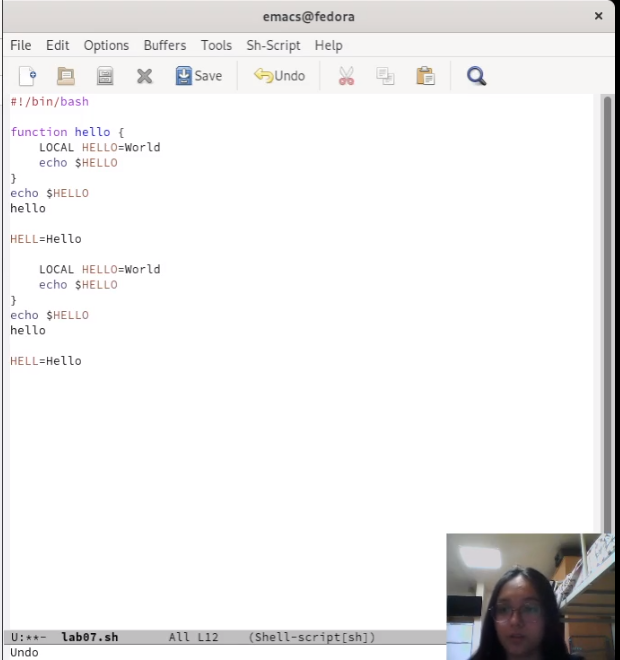 emacs@fedora ×
File Edit Options Buffers Tools Sh-Script Help
Save Undo
#!/bin/bash
function hello {
    LOCAL HELLO=World
    echo $HELLO
}
echo $HELLO
hello
HELL=Hello
    LOCAL HELLO=World
    echo $HELLO
}
echo $HELLO
hello
HELL=Hello
U:**- lab07.sh All L12 (Shell-script[sh])
Undo